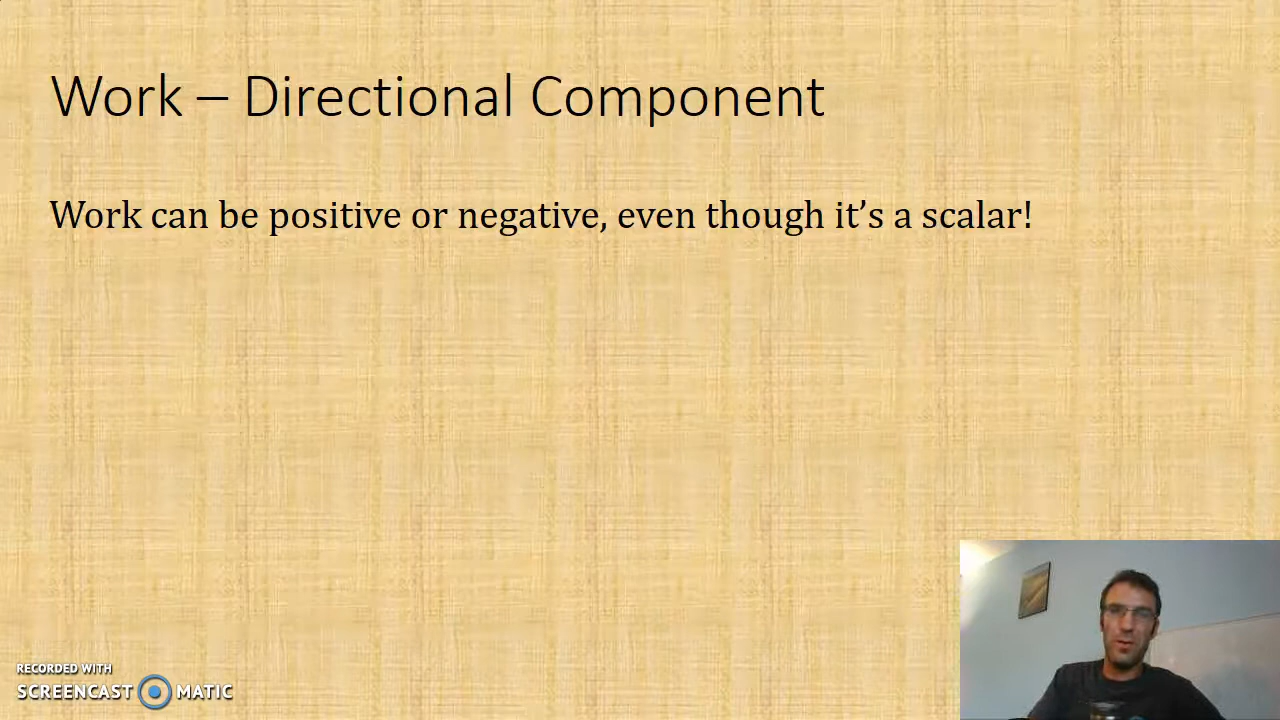 Work – Directional Component
Work can be positive or negative, even though it’s a scalar!
RECORDED WITH
SCREENCAST MATIC